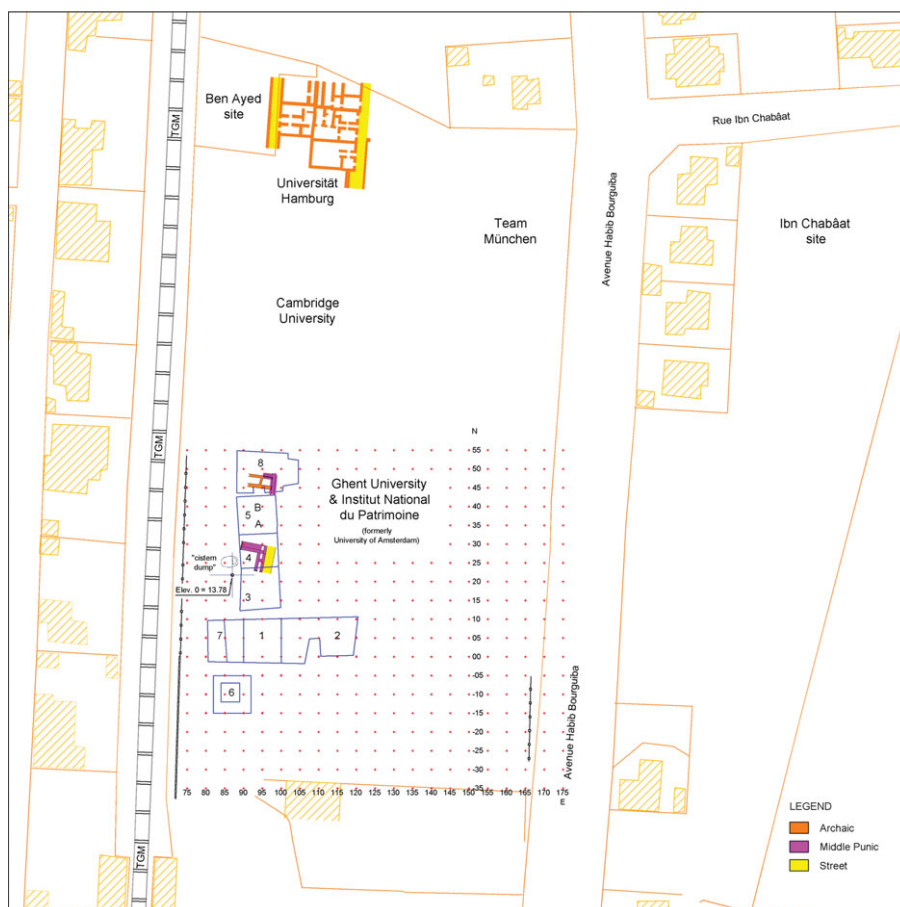 TGM
Ben Ayed
site
Universität
Hamburg
Rue Ibn Chabâat
Avenue Habib Bourguiba
Team
München
Ibn Chabâat
site
Cambridge
University
TGM
N
55
50
45
40
35
30
25
20
15
10
05
00
-05
-10
-15
-20
-25
-30
-35
8
Ghent University
& Institut National
du Patrimoine
(formerly
University of Amsterdam)
B
5
A
4
"cistern
dump"
Elev. 0 = 13.78
3
7
1
2
6
Avenue Habib Bourguiba
75 80 85 90 95 100 105 110 115 120 125 130 135 140 145 150 155 160 165 170 175
E
TGM
LEGEND
Archaic
Middle Punic
Street